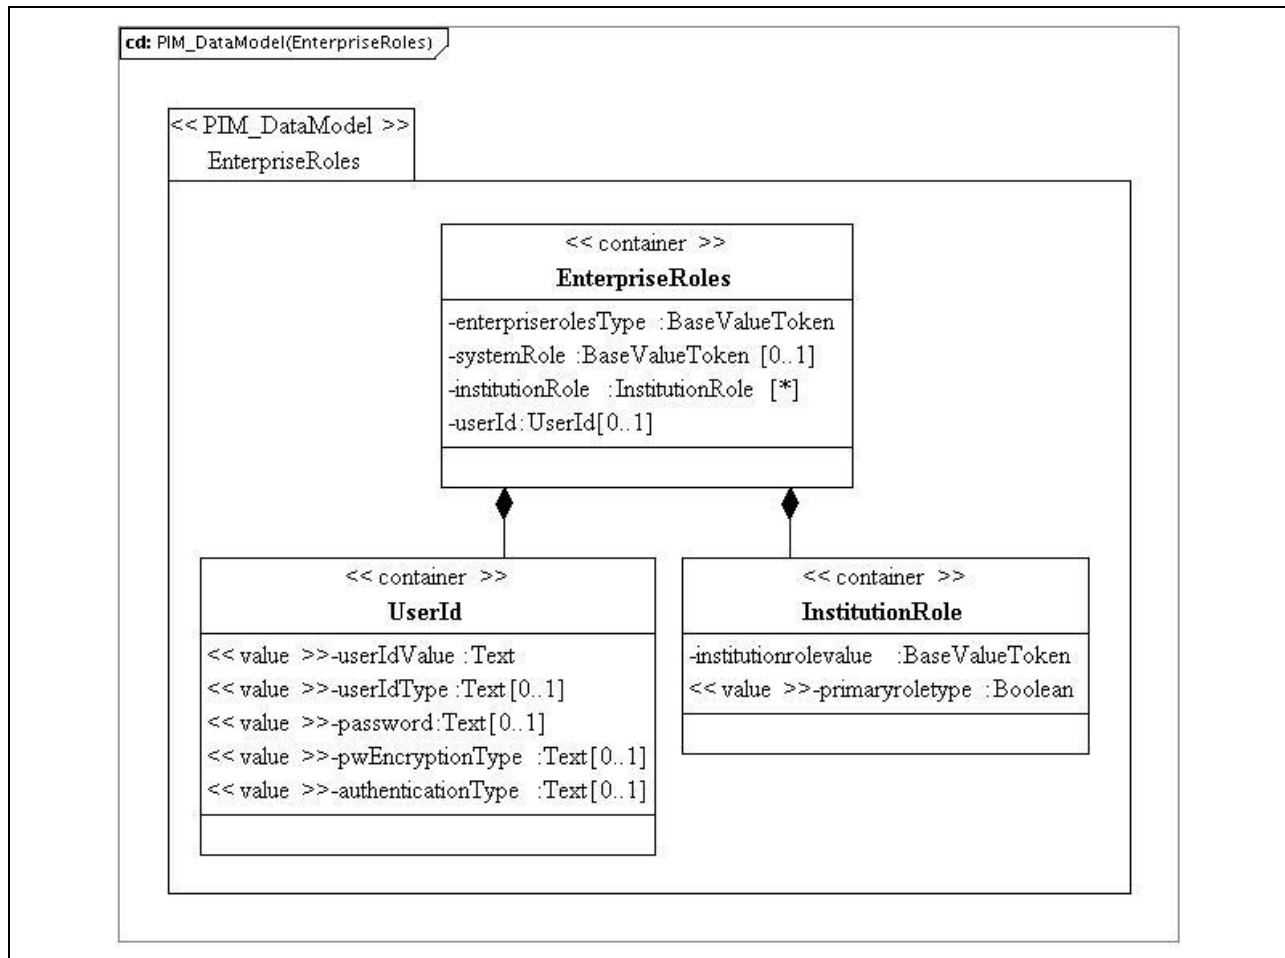 cd: PIM_DataModel(EnterpriseRoles)
<< PIM_DataModel >>
EnterpriseRoles
<< container >>
EnterpriseRoles
-enterpriserolesType :BaseValueToken
-systemRole :BaseValueToken [0..1]
-institutionRole :InstitutionRole [*]
-userId:UserId[0..1]
<< container >>
UserId
<< value >>-userIdValue :Text
<< value >>-userIdType :Text[0..1]
<< value >>-password:Text[0..1]
<< value >>-pwEncryptionType :Text[0..1]
<< value >>-authenticationType :Text[0..1]
<< container >>
InstitutionRole
-institutionrolevalue :BaseValueToken
<< value >>-primaryroletype :Boolean